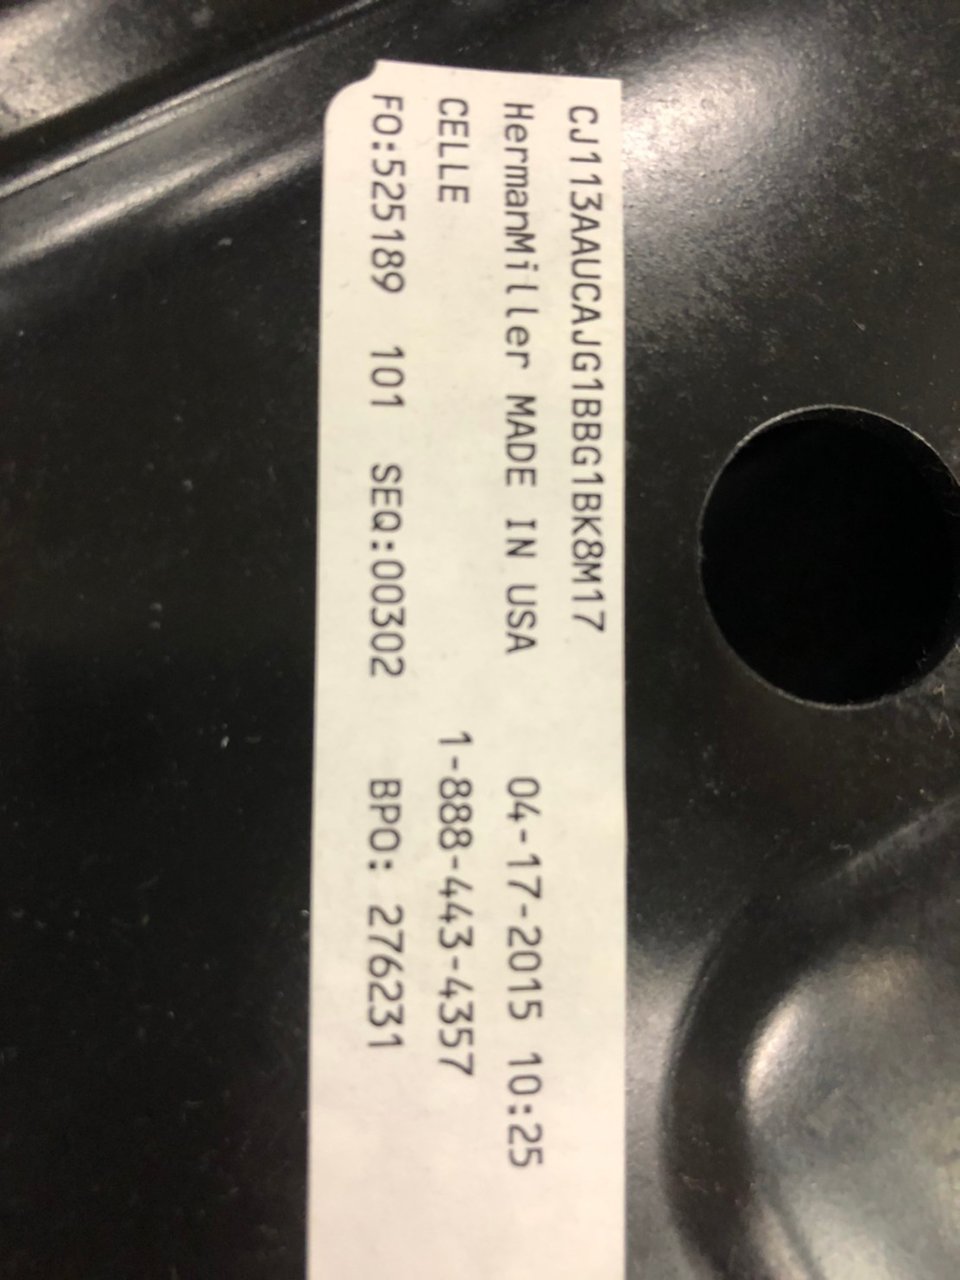 CJ113AAUCAJG1BBG1BK8M17
HermanMiller MADE IN USA 04-17-2015 10:25
CELLE 1-888-443-4357
FO:525189 101 SEQ:00302 BPO: 276231